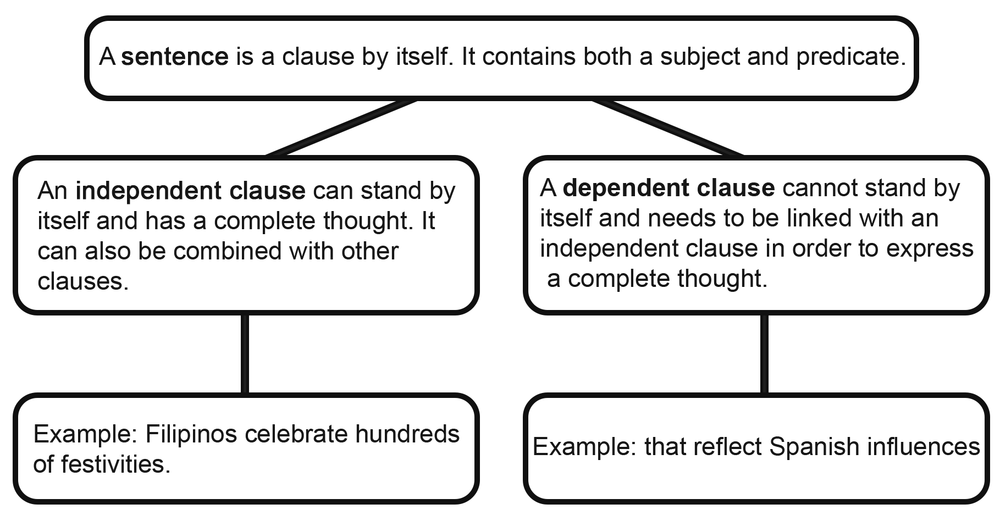 A sentence is a clause by itself. It contains both a subject and predicate.
An independent clause can stand by
itself and has a complete thought. It
can also be combined with other
clauses.
A dependent clause cannot stand by
itself and needs to be linked with an
independent clause in order to express
a complete thought.
Example: Filipinos celebrate hundreds
of festivities.
Example: that reflect Spanish influences